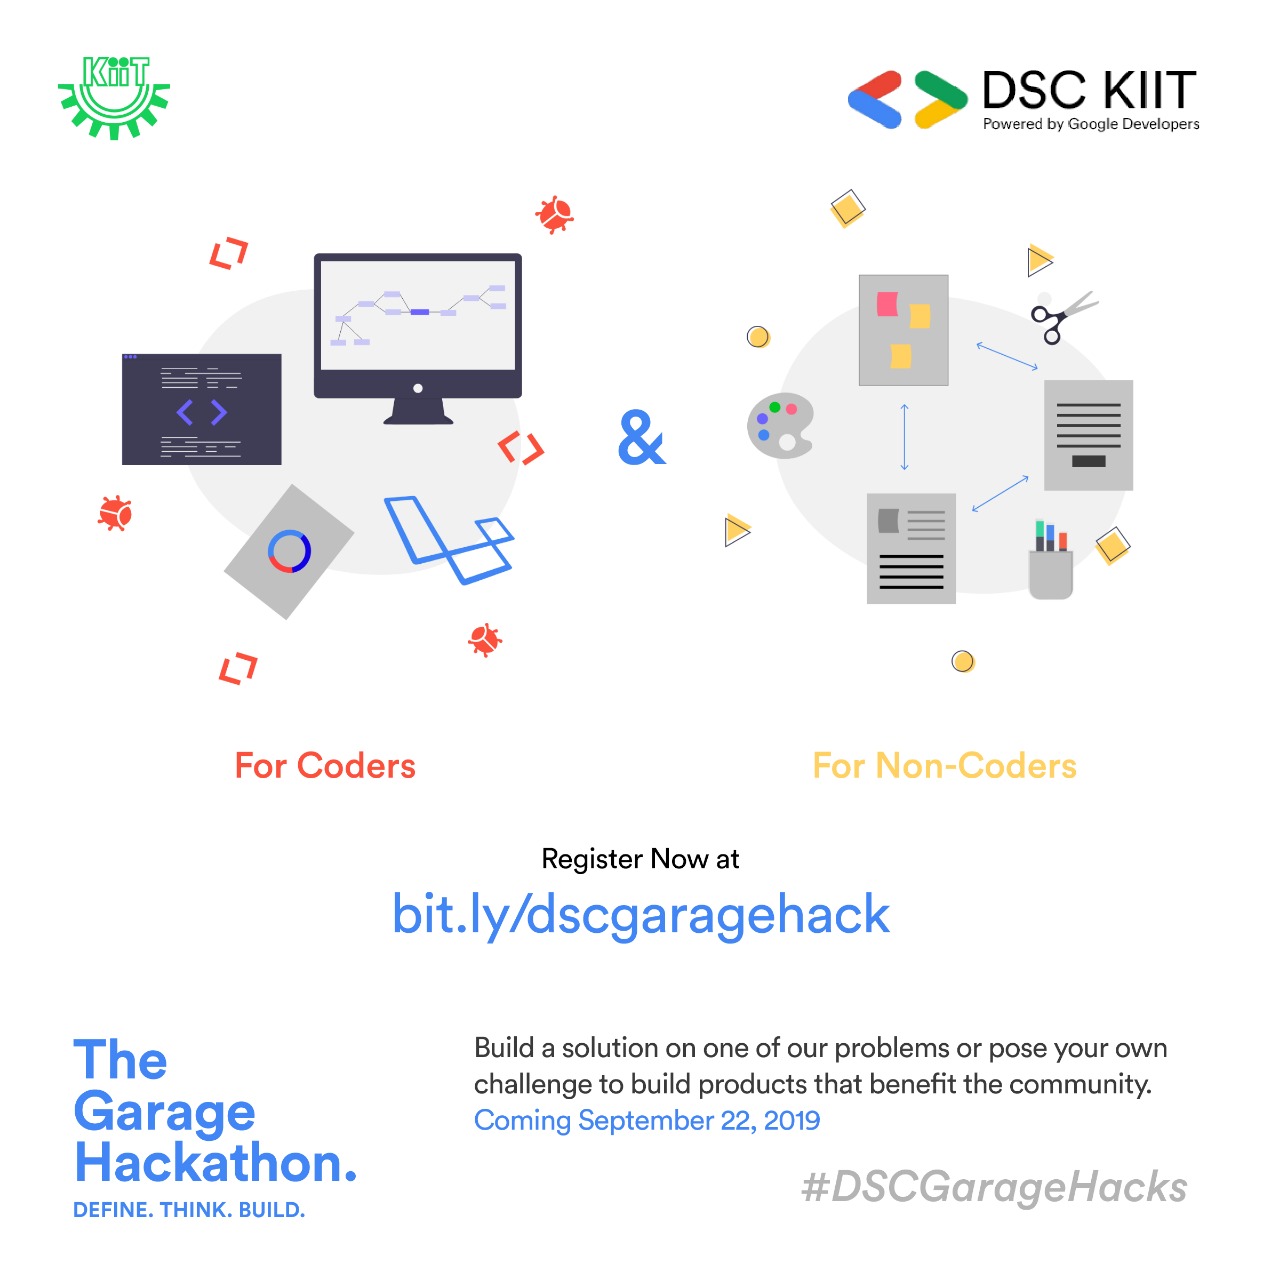 KiiT
DSC KIIT
Powered by Google Developers
&
For Coders
For Non-Coders
Register Now at
bit.ly/dscgaragehack
The
Garage
Hackathon.
DEFINE. THINK. BUILD.
Build a solution on one of our problems or pose your own
challenge to build products that benefit the community.
Coming September 22, 2019
#DSCGarageHacks